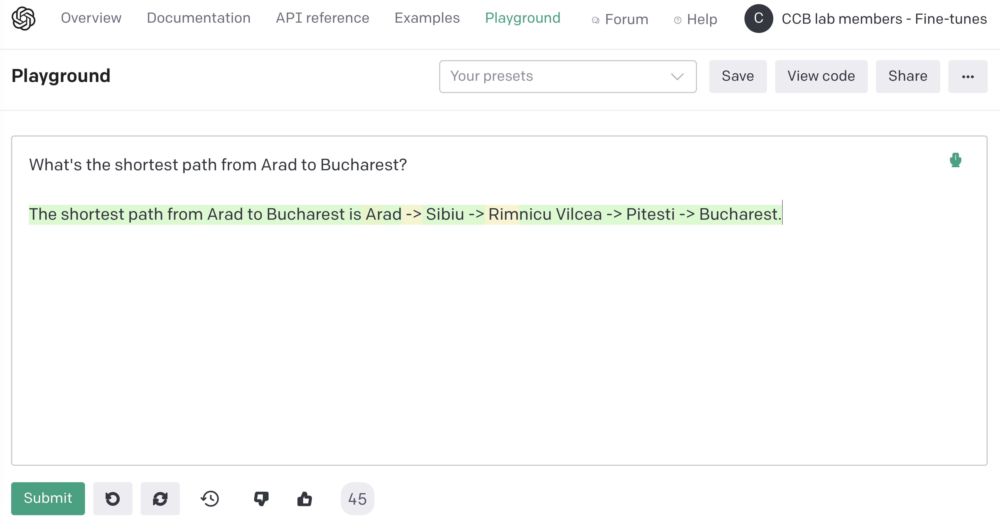 Overview Documentation API reference Examples Playground Forum Help C CCB lab members - Fine-tunes
Playground Your presets Save View code Share ...
What's the shortest path from Arad to Bucharest?
The shortest path from Arad to Bucharest is Arad -> Sibiu -> Rimnicu Vilcea -> Pitesti -> Bucharest.
Submit 45